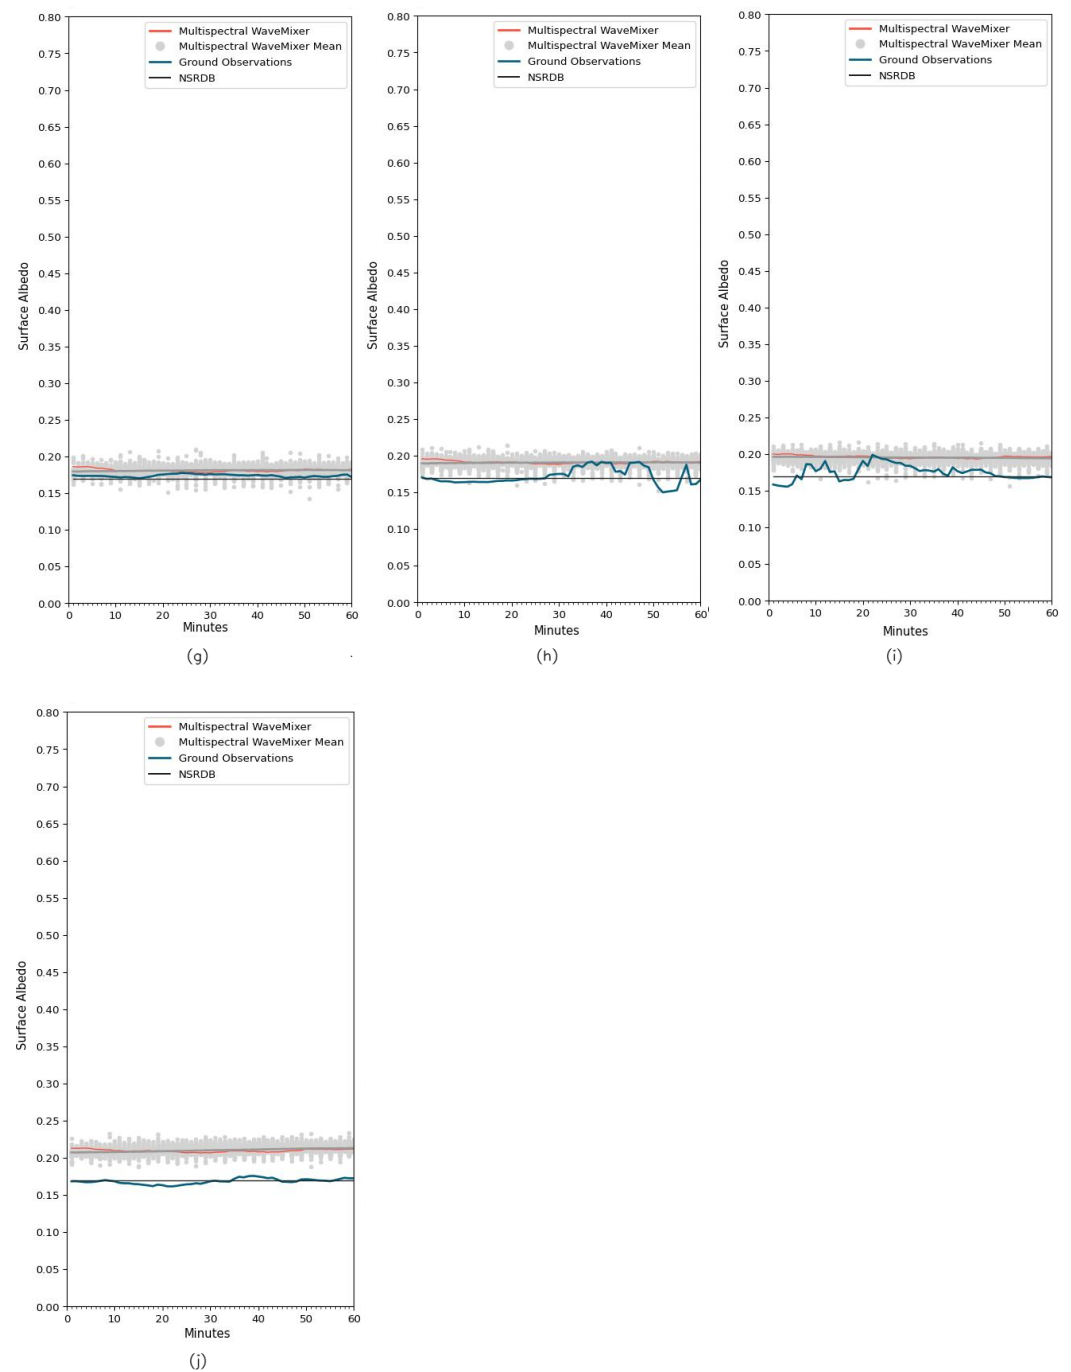 0.80
0.75
0.70
0.65
0.60
0.55
0.50
0.45
0.40
0.35
0.30
0.25
0.20
0.15
0.10
0.05
0.00
Surface Albedo
Multispectral WaveMixer
Multispectral WaveMixer Mean
Ground Observations
NSRDB
0 10 20 30 40 50 60
Minutes
(g)
0.80
0.75
0.70
0.65
0.60
0.55
0.50
0.45
0.40
0.35
0.30
0.25
0.20
0.15
0.10
0.05
0.00
Surface Albedo
Multispectral WaveMixer
Multispectral WaveMixer Mean
Ground Observations
NSRDB
0 10 20 30 40 50 60
Minutes
(h)
0.80
0.75
0.70
0.65
0.60
0.55
0.50
0.45
0.40
0.35
0.30
0.25
0.20
0.15
0.10
0.05
0.00
Surface Albedo
Multispectral WaveMixer
Multispectral WaveMixer Mean
Ground Observations
NSRDB
0 10 20 30 40 50 60
Minutes
(i)
0.80
0.75
0.70
0.65
0.60
0.55
0.50
0.45
0.40
0.35
0.30
0.25
0.20
0.15
0.10
0.05
0.00
Surface Albedo
Multispectral WaveMixer
Multispectral WaveMixer Mean
Ground Observations
NSRDB
0 10 20 30 40 50 60
Minutes
(j)